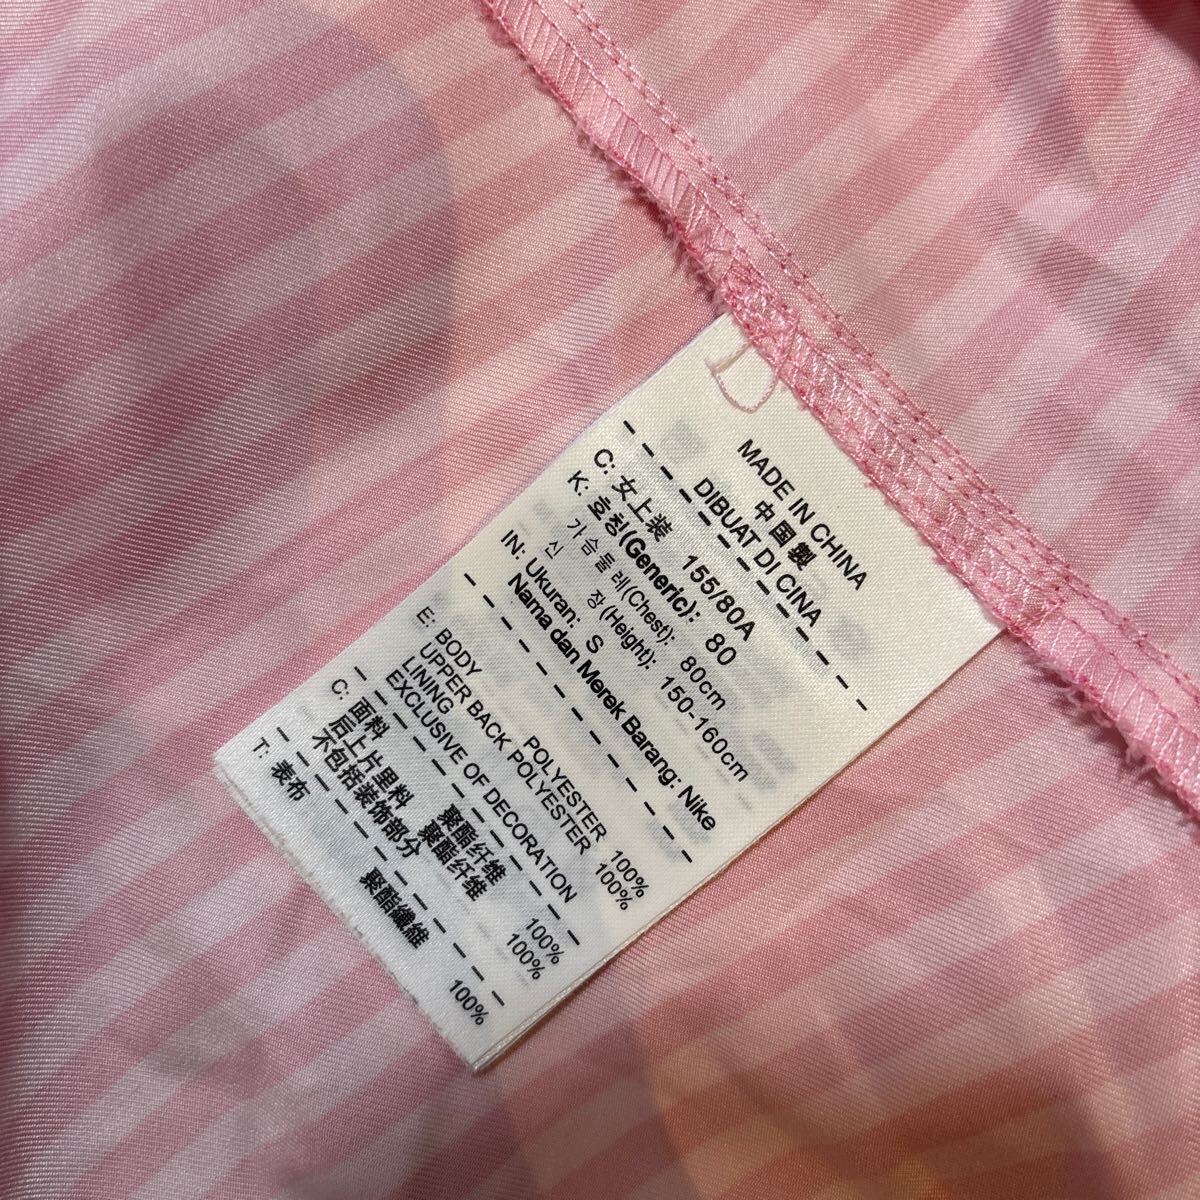 MADE IN CHINA
中国製
DIBUAT DI CINA
C: 女上装 155/80A
K: 호칭(Generic): 80
가슴둘레(Chest): 80cm
신 장(Height): 150-160cm
IN: Ukuran: S
Nama dan Merek Barang: Nike
E: BODY POLYESTER 100%
UPPER BACK POLYESTER 100%
LINING
EXCLUSIVE OF DECORATION
C: 面料 聚酯纤维 100%
后上片里料 聚酯纤维 100%
不包括装饰部分
T: 表布 聚酯纖維 100%